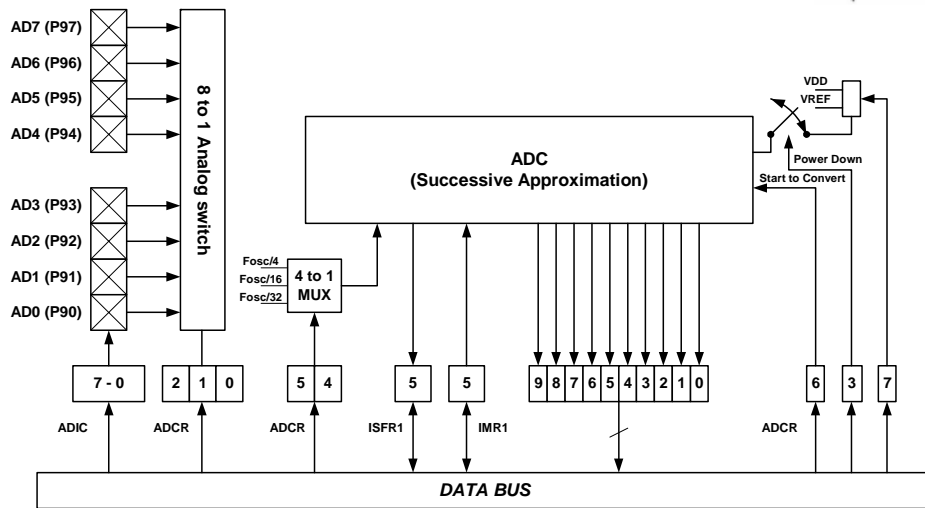 AD7 (P97)
AD6 (P96)
AD5 (P95)
AD4 (P94)
AD3 (P93)
AD2 (P92)
AD1 (P91)
AD0 (P90)
8 to 1 Analog switch
ADC
(Successive Approximation)
VDD
VREF
Power Down
Start to Convert
Fosc/4
Fosc/16
Fosc/32
4 to 1
MUX
7 - 0
2 1 0
5 4
5
5
9 8 7 6 5 4 3 2 1 0
6
3
7
ADIC
ADCR
ADCR
ISFR1
IMR1
ADCR
DATA BUS